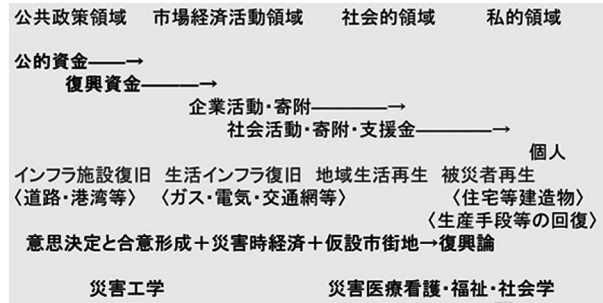 公共政策領域　市場経済活動領域　社会的領域　私的領域
公的資金――→
復興資金―――→
企業活動・寄附――――→
社会活動・寄附・支援金――――→
個人
インフラ施設復旧　生活インフラ復旧　地域生活再生　被災者再生
〈道路・港湾等〉　〈ガス・電気・交通網等〉　〈住宅等建造物〉
〈生産手段等の回復〉
意思決定と合意形成＋災害時経済＋仮設市街地→復興論
災害工学　災害医療看護・福祉・社会学